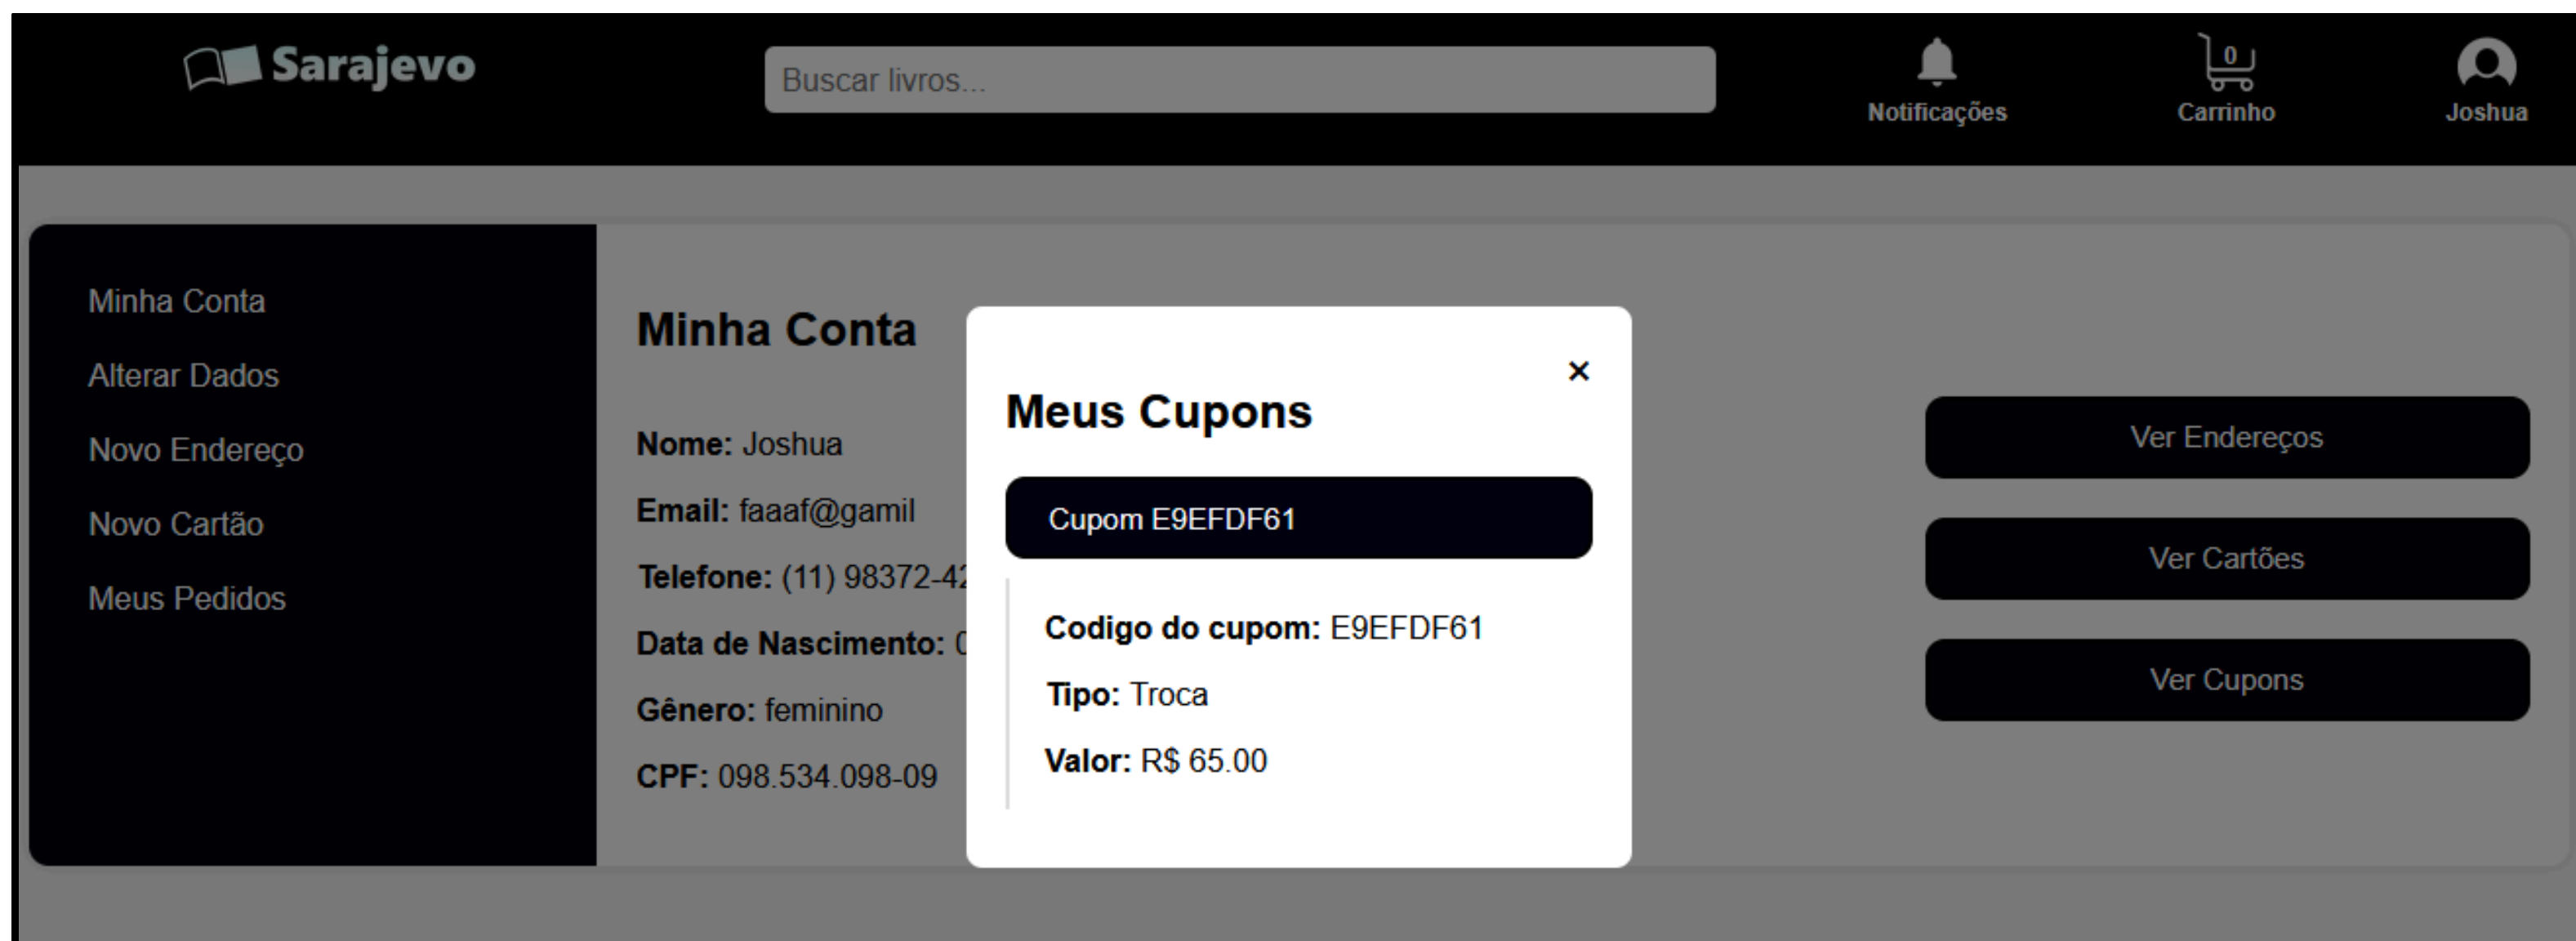 Sarajevo
Buscar livros...
Notificações
0
Carrinho
Joshua
Minha Conta
Alterar Dados
Novo Endereço
Novo Cartão
Meus Pedidos
Minha Conta
Nome: Joshua
Email: faaaf@gamil
Telefone: (11) 98372-42
Data de Nascimento: 0
Gênero: feminino
CPF: 098.534.098-09
×
Meus Cupons
Cupom E9EFDF61
Codigo do cupom: E9EFDF61
Tipo: Troca
Valor: R$ 65.00
Ver Endereços
Ver Cartões
Ver Cupons